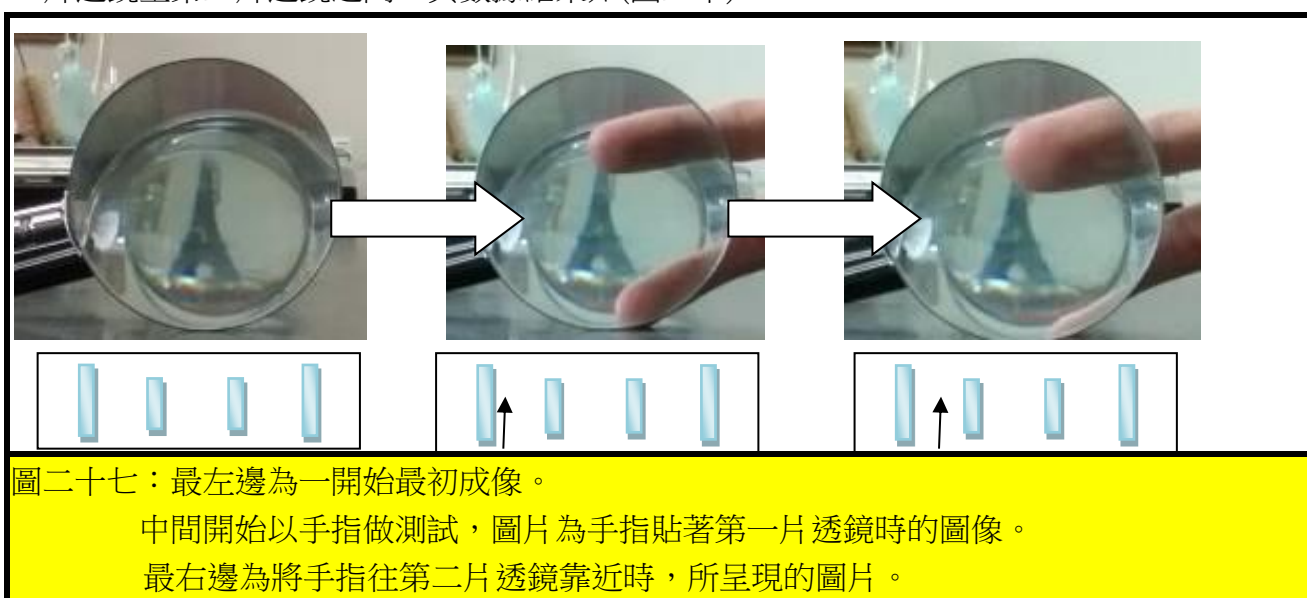 圖二十七：最左邊為一開始最初成像。
中間開始以手指做測試，圖片為手指貼著第一片透鏡時的圖像。
最右邊為將手指往第二片透鏡靠近時，所呈現的圖片。